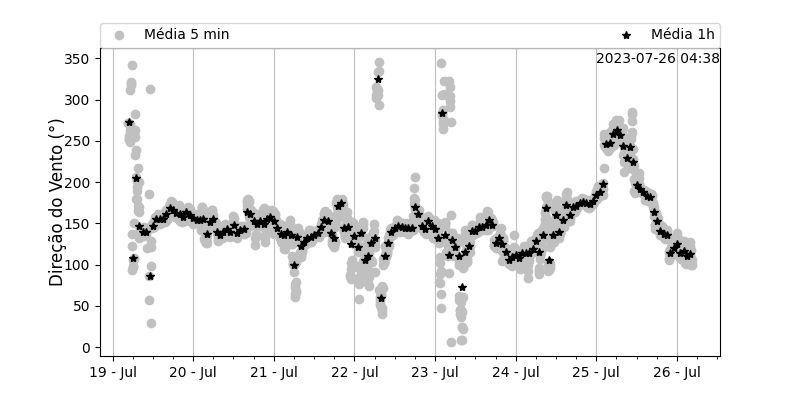 Média 5 min
Média 1h
2023-07-26 04:38
Direção do Vento (°)
350
300
250
200
150
100
50
0
19 - Jul
20 - Jul
21 - Jul
22 - Jul
23 - Jul
24 - Jul
25 - Jul
26 - Jul